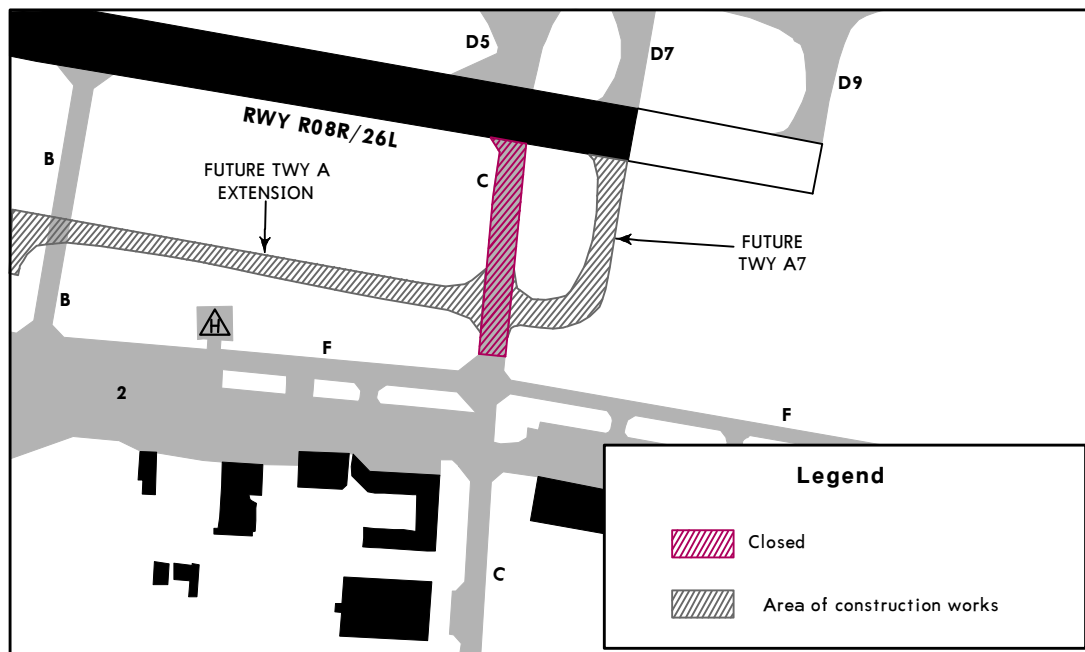 D5
D7
D9
RWY R08R/26L
B
FUTURE TWY A
EXTENSION
C
FUTURE
TWY A7
B
H
F
2
F
C
Legend
Closed
Area of construction works